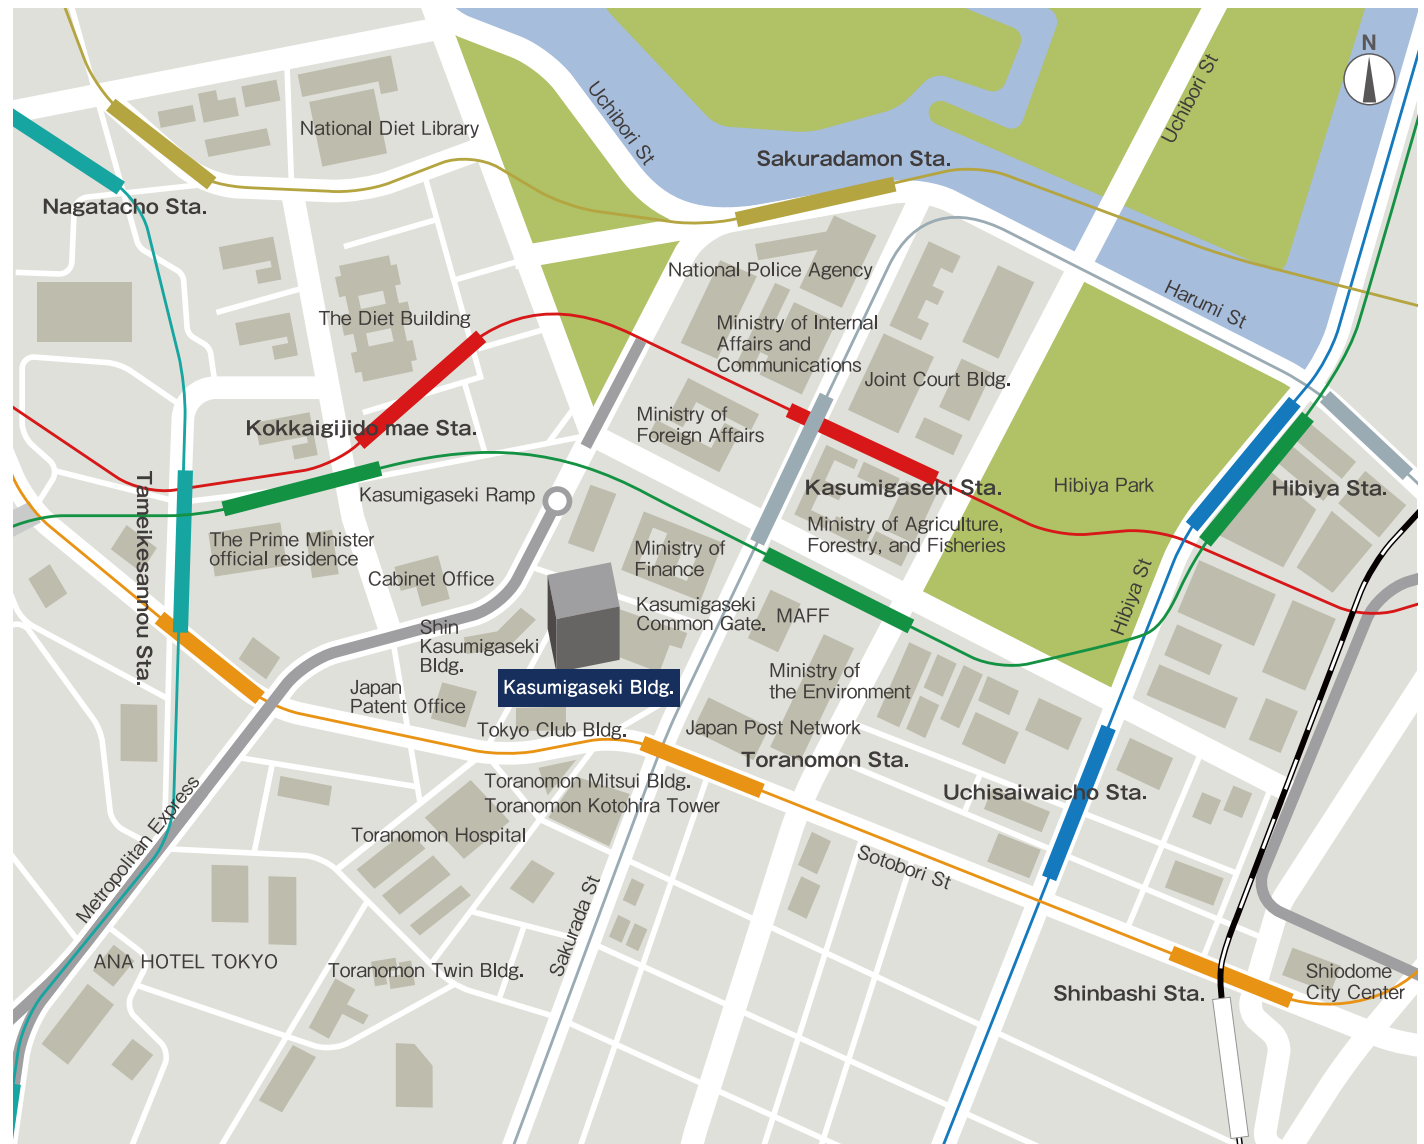 N
Uchibori St
Uchibori St
National Diet Library
Sakuradamon Sta.
Nagatacho Sta.
National Police Agency
Harumi St
The Diet Building
Ministry of Internal
Affairs and
Communications
Joint Court Bldg.
Ministry of
Foreign Affairs
Kokkaigijido mae Sta.
Kasumigaseki Ramp
Kasumigaseki Sta.
Hibiya Park
Hibiya Sta.
Tameikesannou Sta.
The Prime Minister
official residence
Ministry of Agriculture,
Forestry, and Fisheries
Ministry of
Finance
Cabinet Office
Hibiya St
Kasumigaseki
Common Gate.
MAFF
Shin
Kasumigaseki
Bldg.
Kasumigaseki Bldg.
Ministry of
the Environment
Japan
Patent Office
Tokyo Club Bldg.
Japan Post Network
Toranomon Sta.
Toranomon Mitsui Bldg.
Toranomon Kotohira Tower
Uchisaiwaicho Sta.
Metropolitan Express
Toranomon Hospital
Sotobori St
Sakurada St
ANA HOTEL TOKYO
Toranomon Twin Bldg.
Shinbashi Sta.
Shiodome
City Center